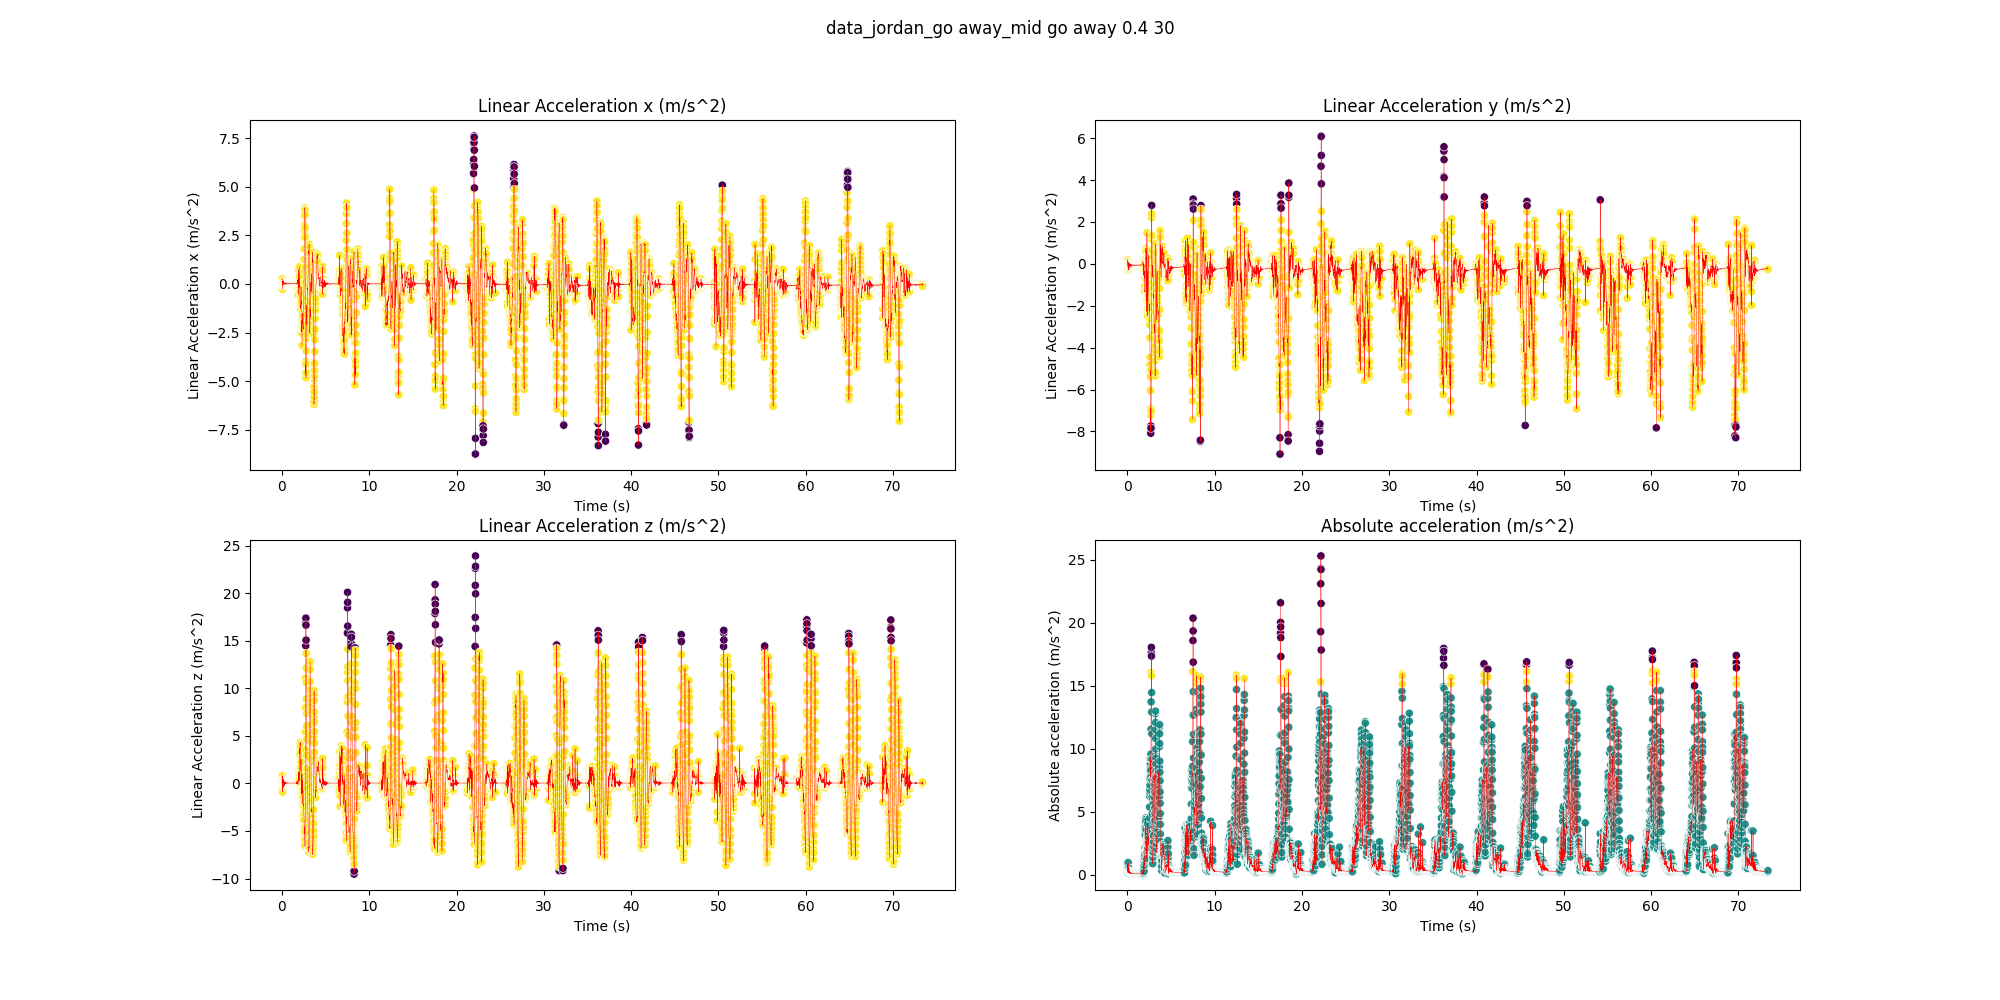 data_jordan_go away_mid go away 0.4 30
Linear Acceleration x (m/s^2)
Linear Acceleration x (m/s^2)
7.5
5.0
2.5
0.0
−2.5
−5.0
−7.5
0 10 20 30 40 50 60 70
Time (s)
Linear Acceleration y (m/s^2)
Linear Acceleration y (m/s^2)
6
4
2
0
−2
−4
−6
−8
0 10 20 30 40 50 60 70
Time (s)
Linear Acceleration z (m/s^2)
Linear Acceleration z (m/s^2)
25
20
15
10
5
0
−5
−10
0 10 20 30 40 50 60 70
Time (s)
Absolute acceleration (m/s^2)
Absolute acceleration (m/s^2)
25
20
15
10
5
0
0 10 20 30 40 50 60 70
Time (s)